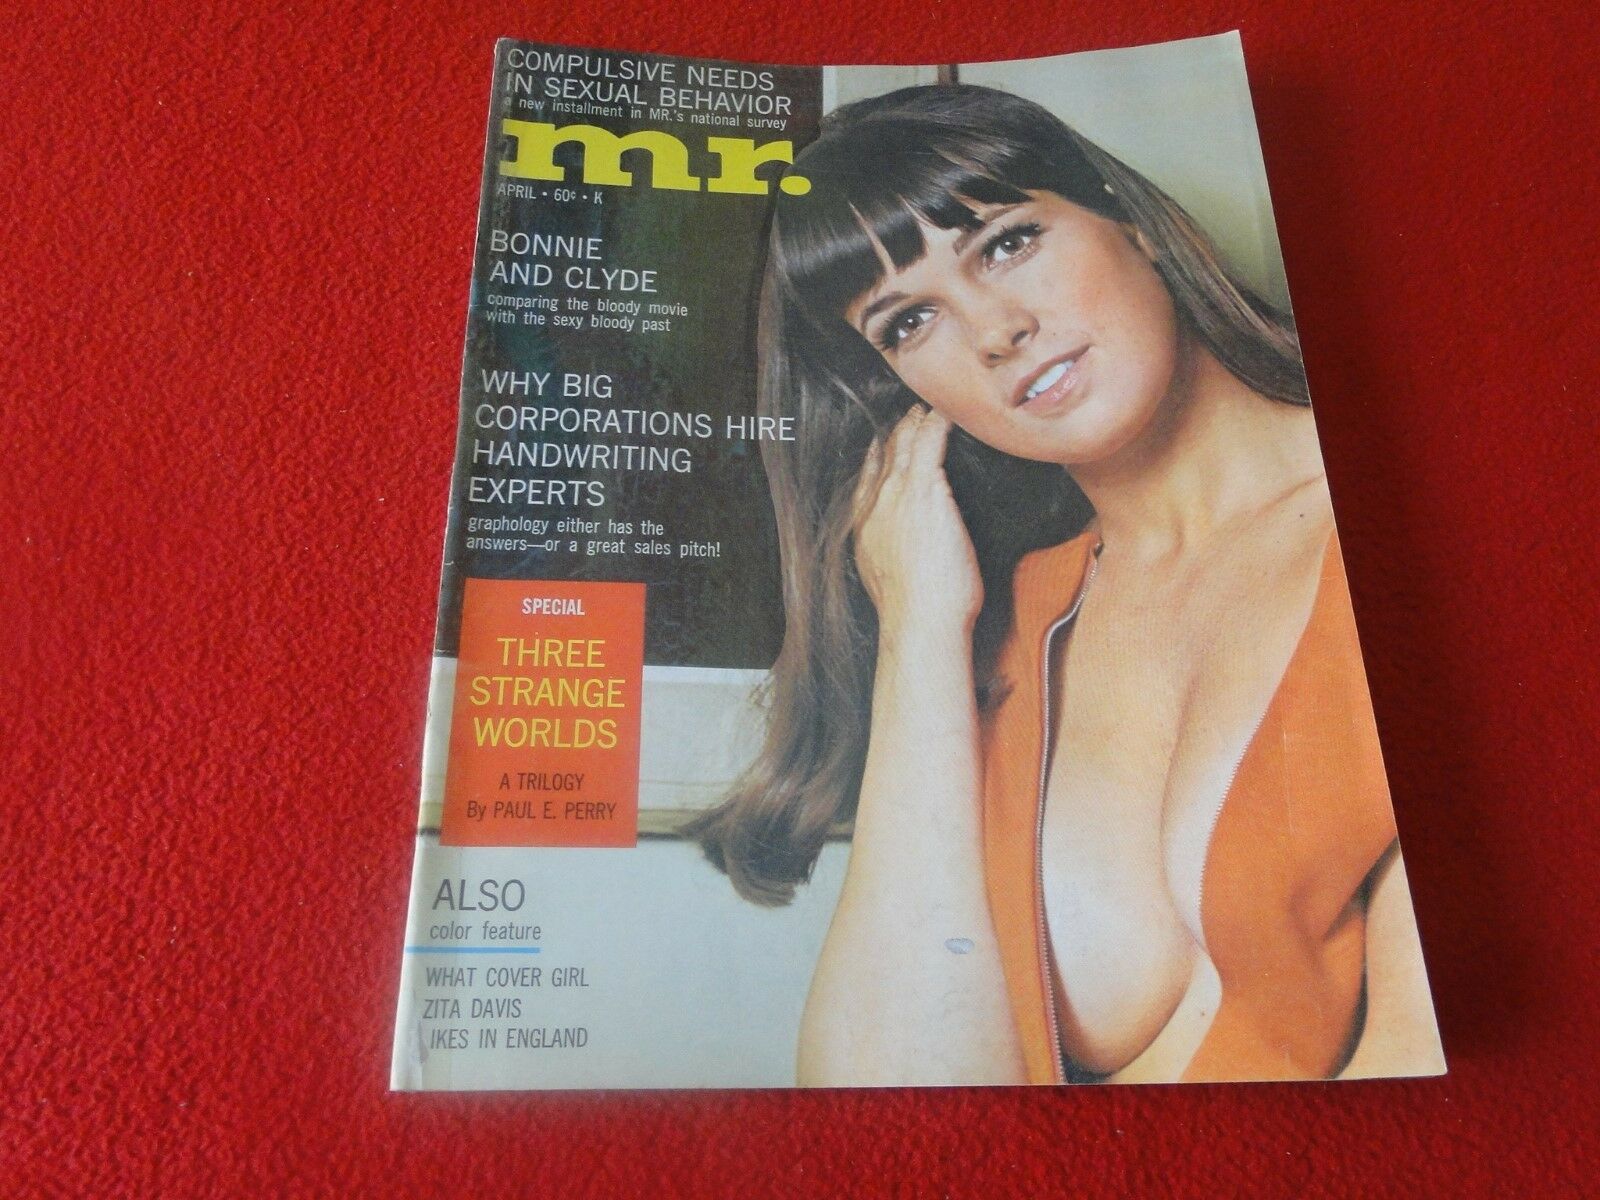 COMPULSIVE NEEDS
IN SEXUAL BEHAVIOR
a new installment in MR.'s national survey
mr.
APRIL • 60¢ • K
BONNIE
AND CLYDE
comparing the bloody movie
with the sexy bloody past
WHY BIG
CORPORATIONS HIRE
HANDWRITING
EXPERTS
graphology either has the
answers—or a great sales pitch!
SPECIAL
THREE
STRANGE
WORLDS
A TRILOGY
By PAUL E. PERRY
ALSO
color feature
WHAT COVER GIRL
ZITA DAVIS
IKES IN ENGLAND